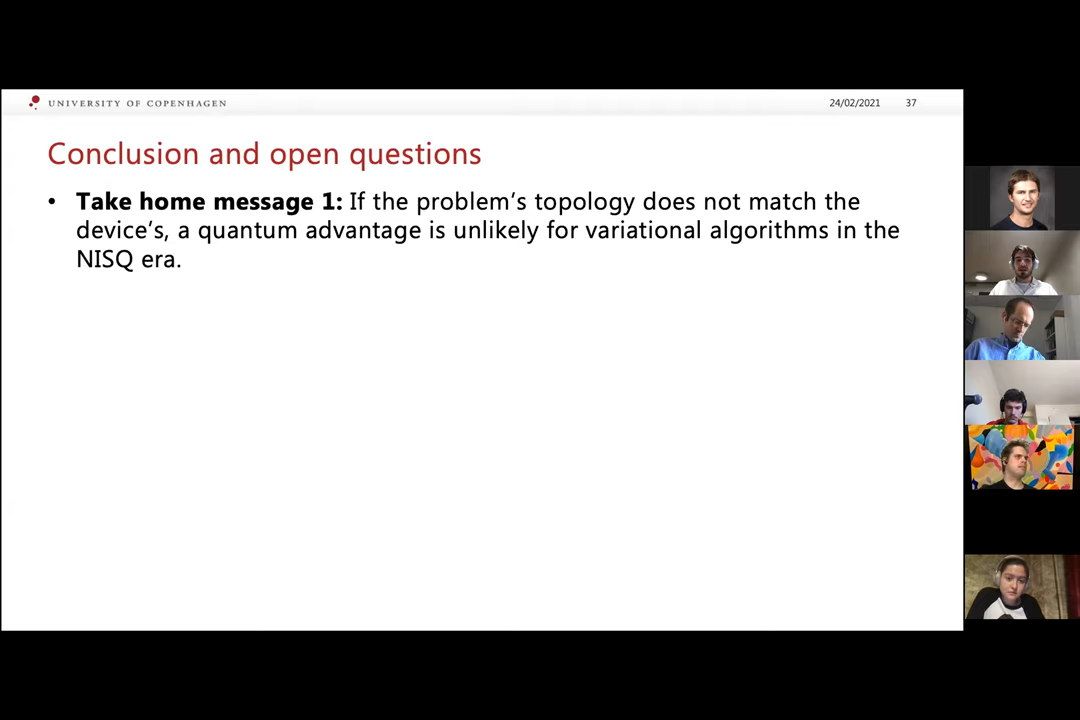 UNIVERSITY OF COPENHAGEN
24/02/2021 37
Conclusion and open questions
• Take home message 1: If the problem's topology does not match the
device's, a quantum advantage is unlikely for variational algorithms in the
NISQ era.